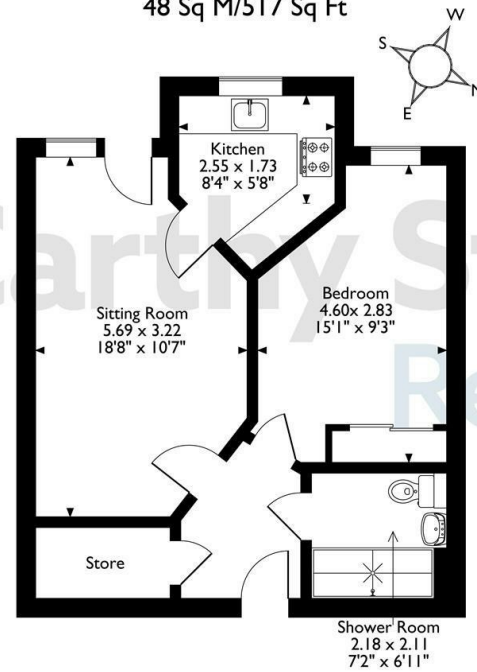 48 Sq M/517 Sq Ft
W
S
N
E
Kitchen
2.55 x 1.73
8'4" x 5'8"
Sitting Room
5.69 x 3.22
18'8" x 10'7"
Bedroom
4.60x 2.83
15'1" x 9'3"
Store
Shower Room
2.18 x 2.11
7'2" x 6'11"